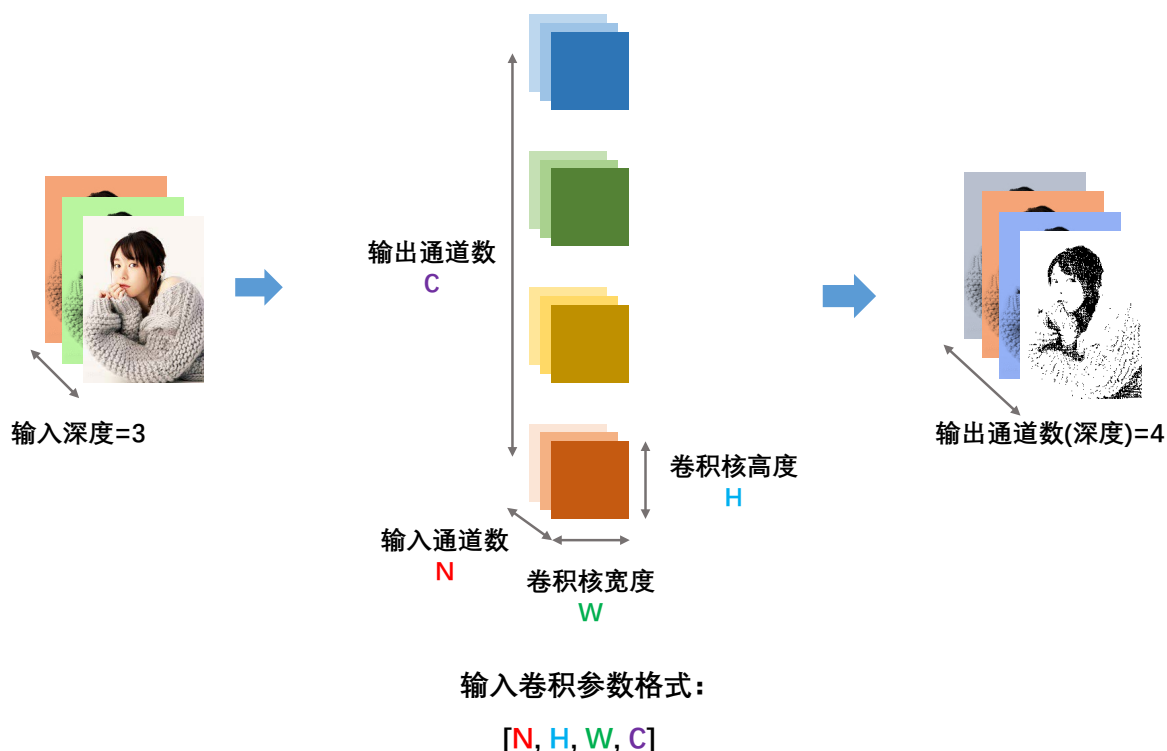 输出通道数
C
输入深度=3
输出通道数(深度)=4
卷积核高度
H
输入通道数
N
卷积核宽度
W
输入卷积参数格式:
[N, H, W, C]